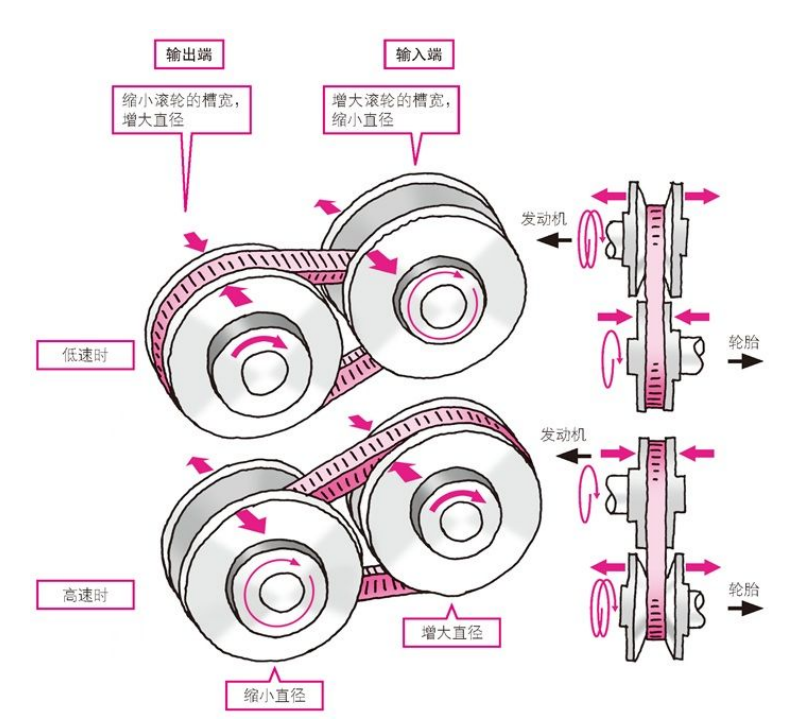 输出端
输入端
缩小滚轮的槽宽，
增大直径
增大滚轮的槽宽，
缩小直径
发动机
低速时
轮胎
发动机
高速时
轮胎
增大直径
缩小直径